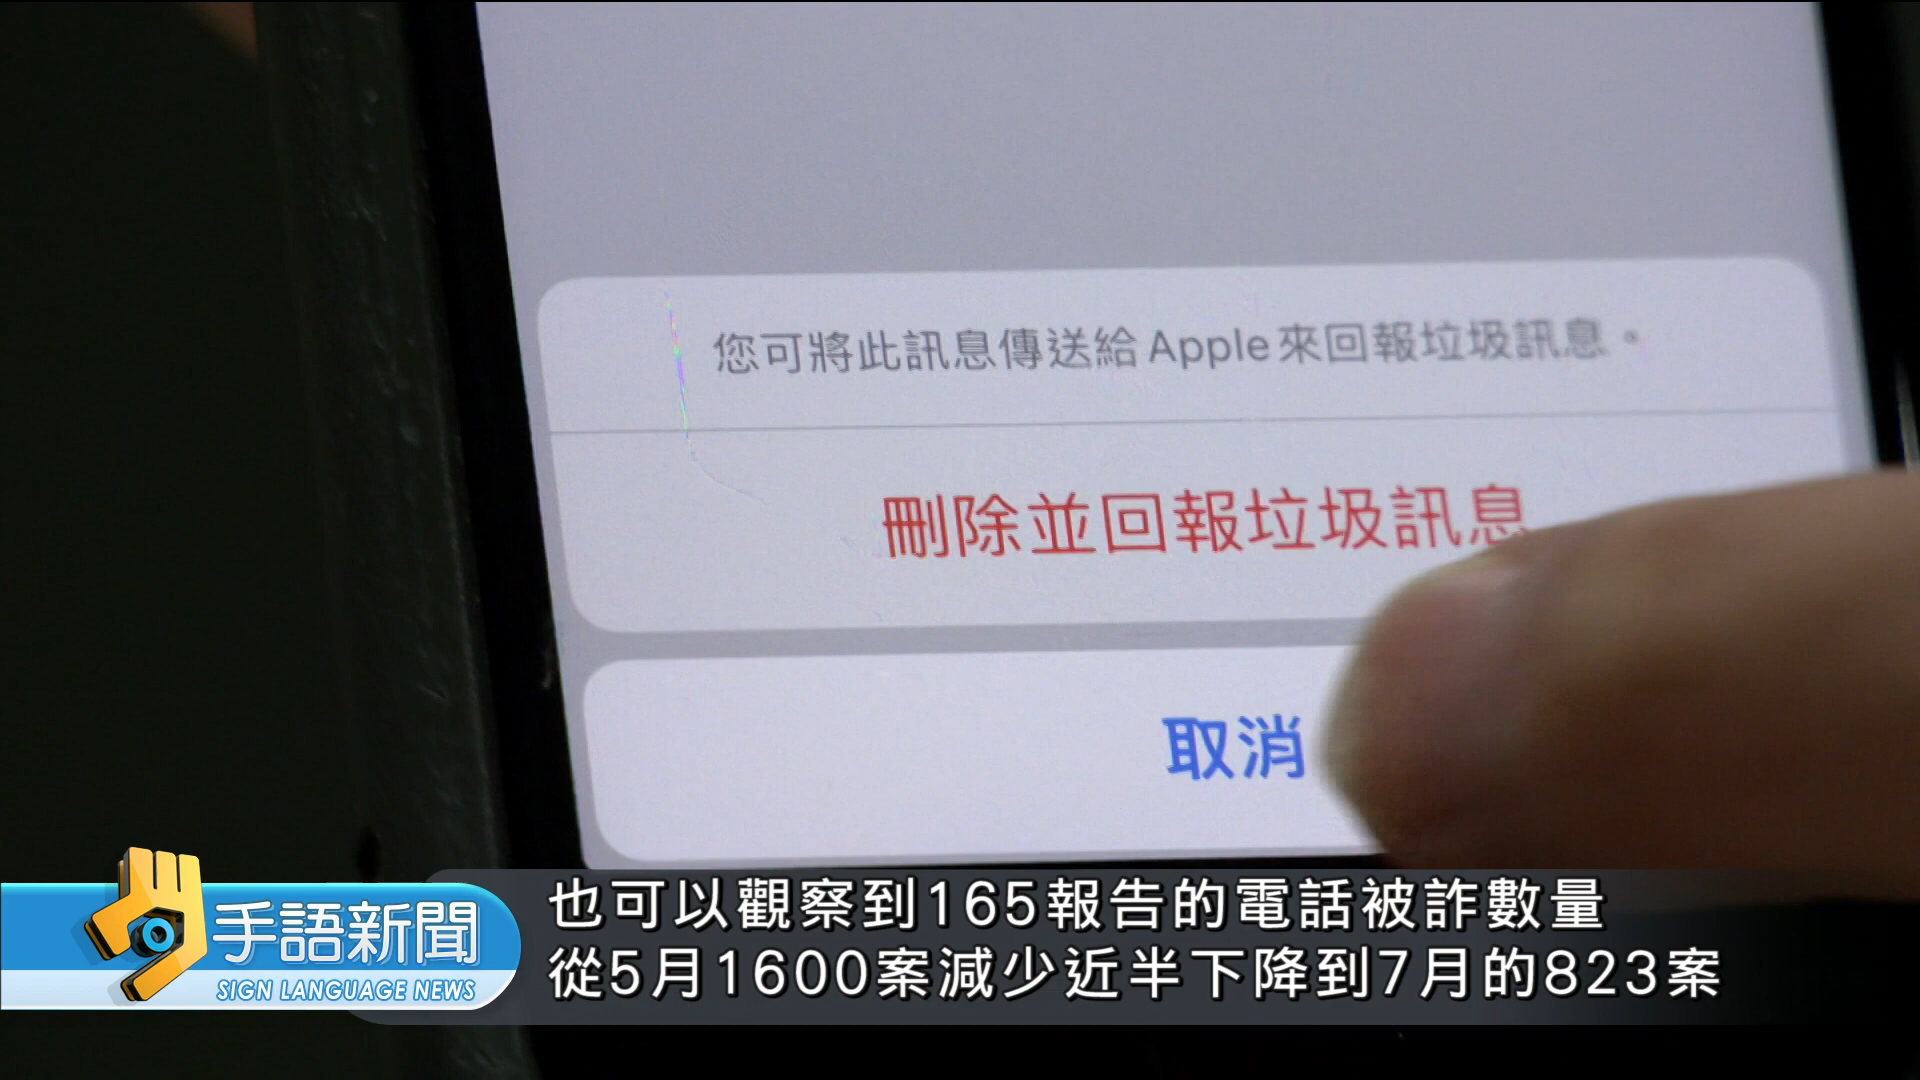 您可將此訊息傳送給Apple來回報垃圾訊息。
刪除並回報垃圾訊息
取消
手語新聞
SIGN LANGUAGE NEWS
也可以觀察到165報告的電話被詐數量
從5月1600案減少近半下降到7月的823案